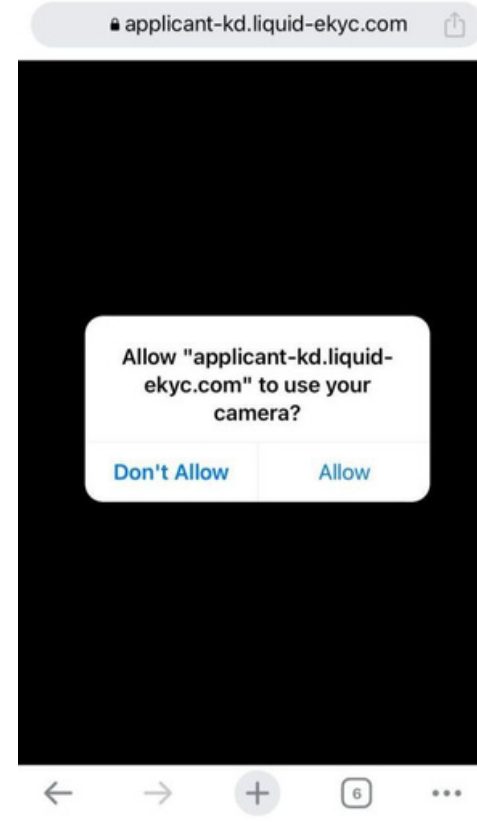 applicant-kd.liquid-ekyc.com
Allow "applicant-kd.liquid-
ekyc.com" to use your
camera?
Don't Allow Allow
6